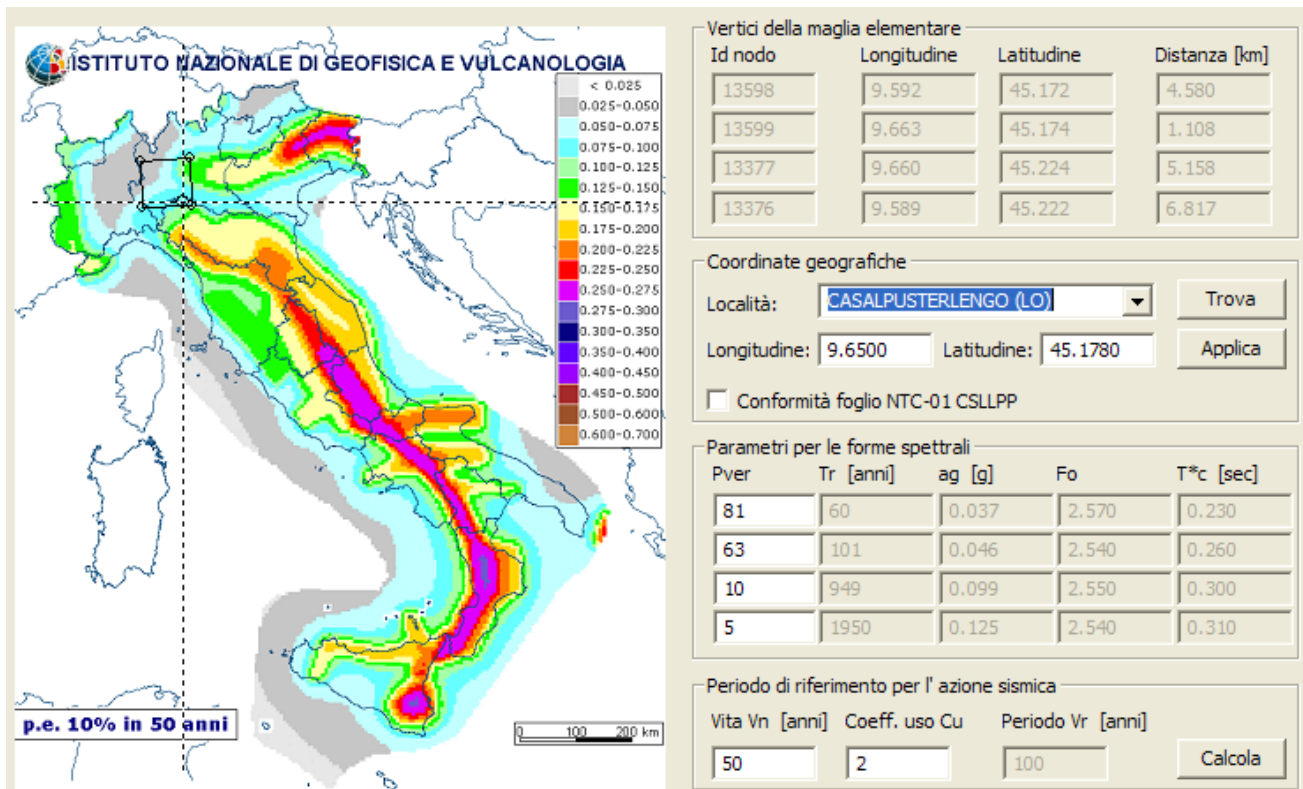 ISTITUTO NAZIONALE DI GEOFISICA E VULCANOLOGIA
< 0.025
0.025-0.050
0.050-0.075
0.075-0.100
0.100-0.125
0.125-0.150
0.150-0.175
0.175-0.200
0.200-0.225
0.225-0.250
0.250-0.275
0.275-0.300
0.300-0.350
0.350-0.400
0.400-0.450
0.450-0.500
0.500-0.600
0.600-0.700
p.e. 10% in 50 anni
0 100 200 km
Vertici della maglia elementare
Id nodo Longitudine Latitudine Distanza [km]
13598 9.592 45.172 4.580
13599 9.663 45.174 1.108
13377 9.660 45.224 5.158
13376 9.589 45.222 6.817
Coordinate geografiche
Località: CASALPUSTERLENGO (LO) Trova
Longitudine: 9.6500 Latitudine: 45.1780 Applica
Conformità foglio NTC-01 CSLLPP
Parametri per le forme spettrali
Pver Tr [anni] ag [g] Fo T*c [sec]
81 60 0.037 2.570 0.230
63 101 0.046 2.540 0.260
10 949 0.099 2.550 0.300
5 1950 0.125 2.540 0.310
Periodo di riferimento per l' azione sismica
Vita Vn [anni] Coeff. uso Cu Periodo Vr [anni]
50 2 100 Calcola